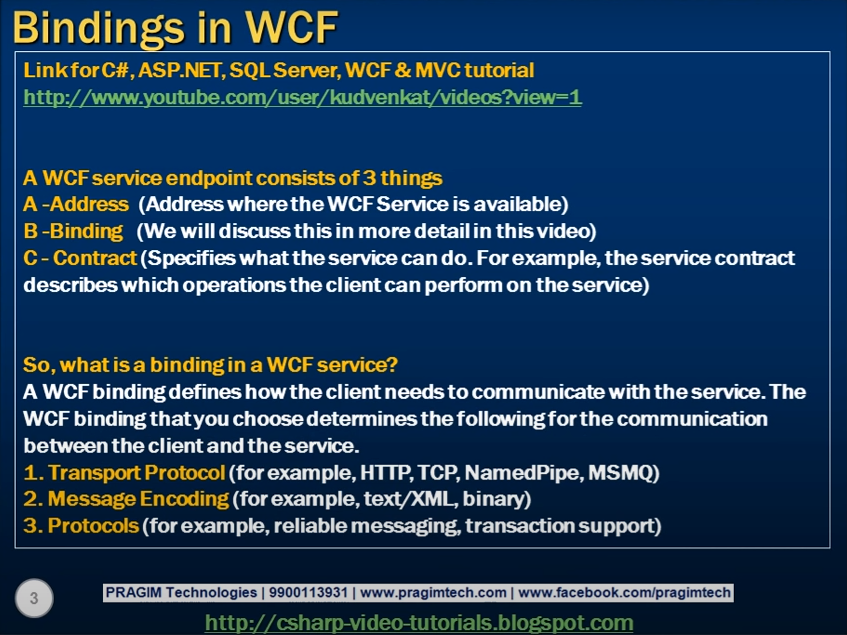 Bindings in WCF
Link for C#, ASP.NET, SQL Server, WCF & MVC tutorial
http://www.youtube.com/user/kudvenkat/videos?view=1
A WCF service endpoint consists of 3 things
A -Address (Address where the WCF Service is available)
B -Binding (We will discuss this in more detail in this video)
C - Contract (Specifies what the service can do. For example, the service contract
describes which operations the client can perform on the service)
So, what is a binding in a WCF service?
A WCF binding defines how the client needs to communicate with the service. The
WCF binding that you choose determines the following for the communication
between the client and the service.
1. Transport Protocol (for example, HTTP, TCP, NamedPipe, MSMQ)
2. Message Encoding (for example, text/XML, binary)
3. Protocols (for example, reliable messaging, transaction support)
3
PRAGIM Technologies | 9900113931 | www.pragimtech.com | www.facebook.com/pragimtech
http://csharp-video-tutorials.blogspot.com